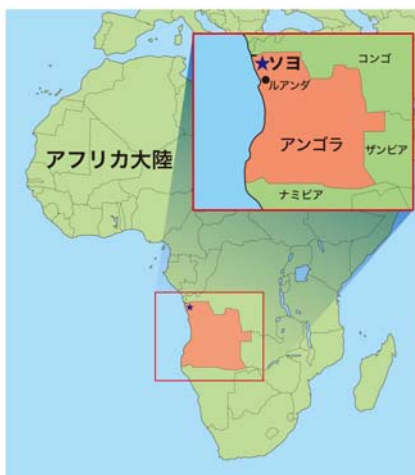 コンゴ
★ソヨ
ルアンダ
アフリカ大陸
アンゴラ
ザンビア
ナミビア